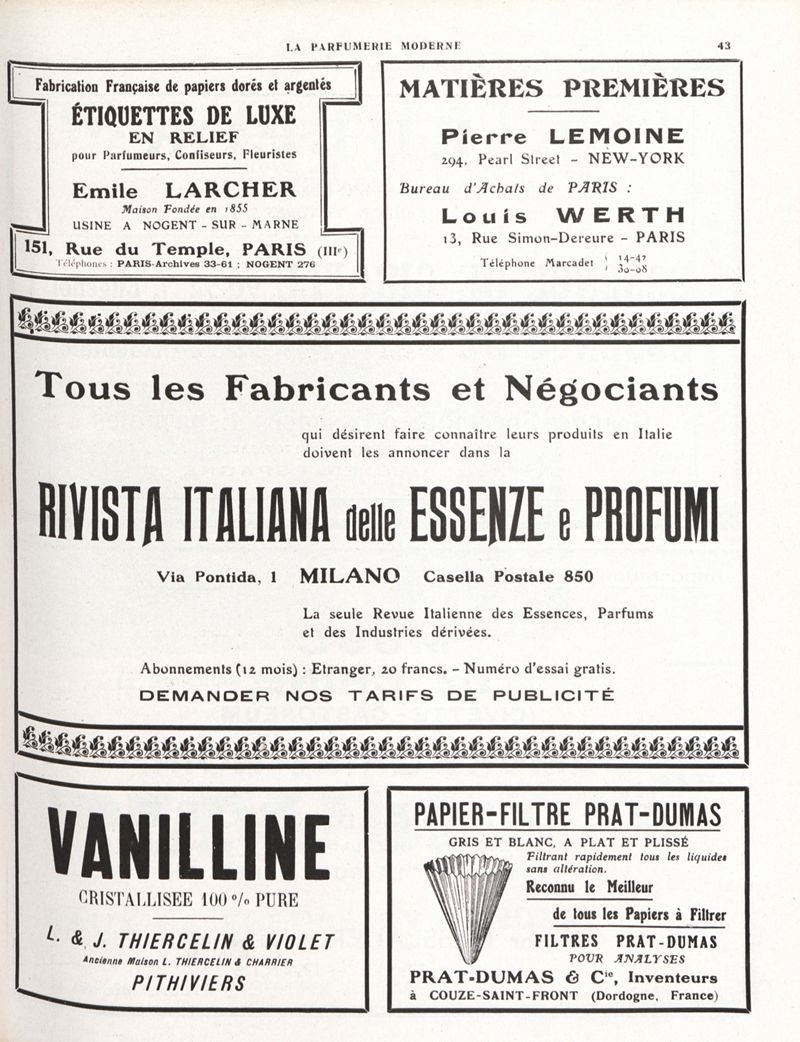 LA PARFUMERIE MODERNE
43
Fabrication Française de papiers dorés et argentés
ÉTIQUETTES DE LUXE
EN RELIEF
pour Parfumeurs, Confiseurs, Fleuristes
Emile LARCHER
Maison Fondée en 1855
USINE A NOGENT-SUR-MARNE
151, Rue du Temple, PARIS (IIIe)
Téléphones : PARIS-Archives 33-61 ; NOGENT 276
MATIÈRES PREMIÈRES
Pierre LEMOINE
294, Pearl Street – NEW-YORK
Bureau d'Achats de PARIS :
Louis WERTH
13, Rue Simon-Dereure – PARIS
Téléphone Marcadet { 14-47
30-08
Tous les Fabricants et Négociants
qui désirent faire connaître leurs produits en Italie
doivent les annoncer dans la
RIVISTA ITALIANA delle ESSENZE e PROFUMI
Via Pontida, 1 MILANO Casella Postale 850
La seule Revue Italienne des Essences, Parfums
et des Industries dérivées.
Abonnements (12 mois) : Etranger, 20 francs. – Numéro d'essai gratis.
DEMANDER NOS TARIFS DE PUBLICITÉ
VANILLINE
CRISTALLISEE 100 % PURE
L. & J. THIERCELIN & VIOLET
Ancienne Maison L. THIERCELIN & CHARRIER
PITHIVIERS
PAPIER-FILTRE PRAT-DUMAS
GRIS ET BLANC, A PLAT ET PLISSÉ
Filtrant rapidement tous les liquides
sans altération.
Reconnu le Meilleur
de tous les Papiers à Filtrer
FILTRES PRAT-DUMAS
POUR ANALYSES
PRAT-DUMAS & Cie, Inventeurs
à COUZE-SAINT-FRONT (Dordogne, France)